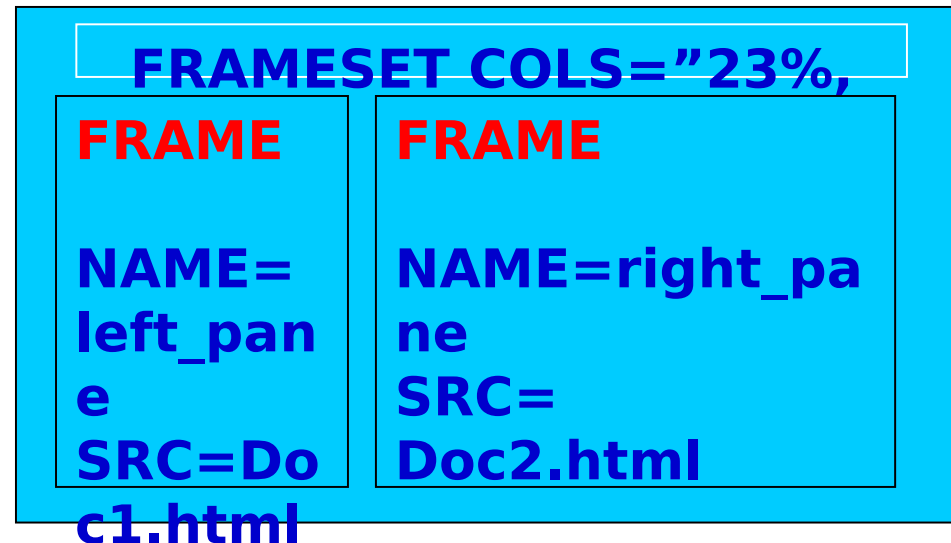 FRAMESET COLS=”23%,
FRAME
NAME=
left_pan
e
SRC=Do
c1.html
FRAME
NAME=right_pa
ne
SRC=
Doc2.html